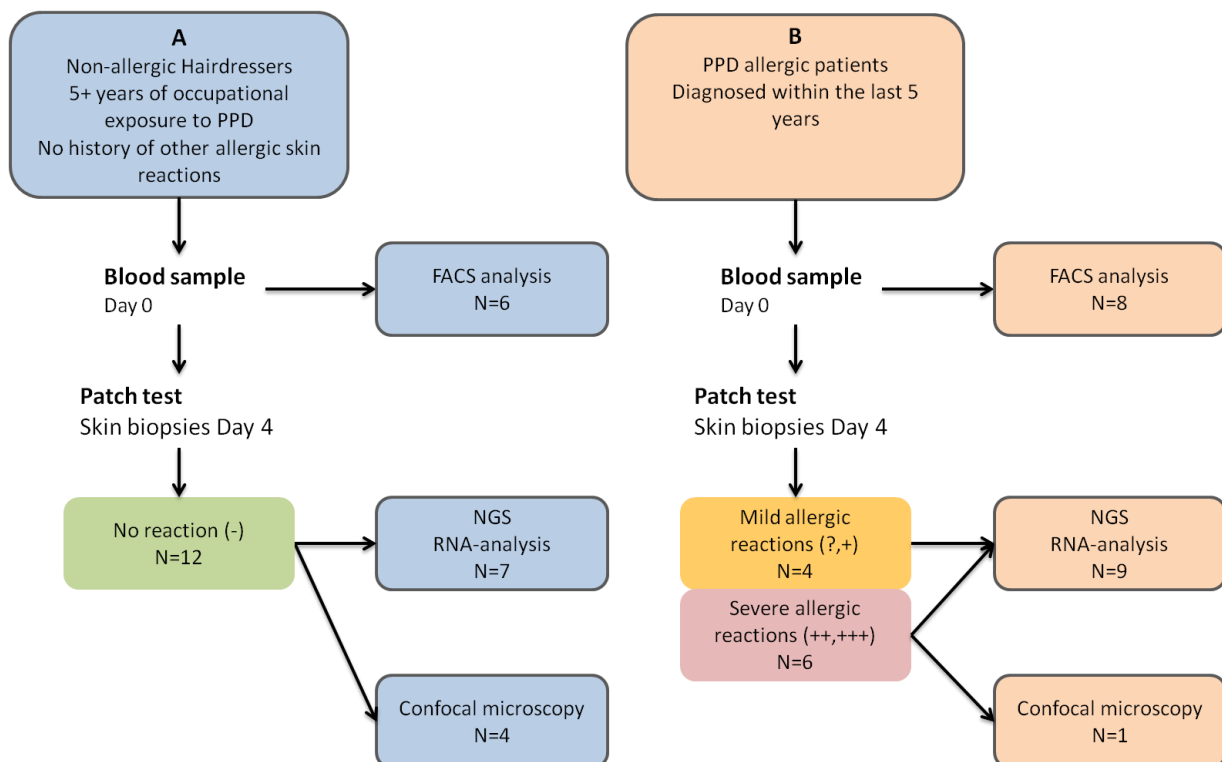 A
Non-allergic Hairdressers
5+ years of occupational
exposure to PPD
No history of other allergic skin
reactions
Blood sample
Day 0
FACS analysis
N=6
Patch test
Skin biopsies Day 4
No reaction (-)
N=12
NGS
RNA-analysis
N=7
Confocal microscopy
N=4
B
PPD allergic patients
Diagnosed within the last 5
years
Blood sample
Day 0
FACS analysis
N=8
Patch test
Skin biopsies Day 4
Mild allergic
reactions (?,+)
N=4
Severe allergic
reactions (++,+++)
N=6
NGS
RNA-analysis
N=9
Confocal microscopy
N=1